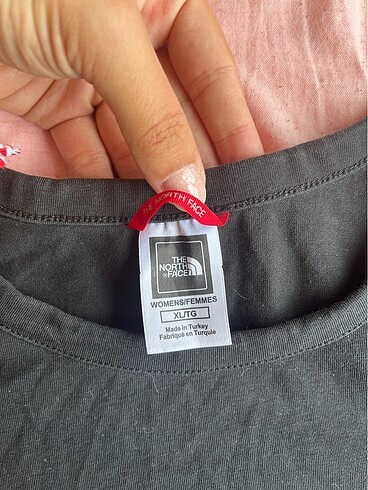 THE NORTH FACE
THE
NORTH
FACE
WOMENS/FEMMES
XL/TG
Made in Turkey
Fabriqué en Turquie